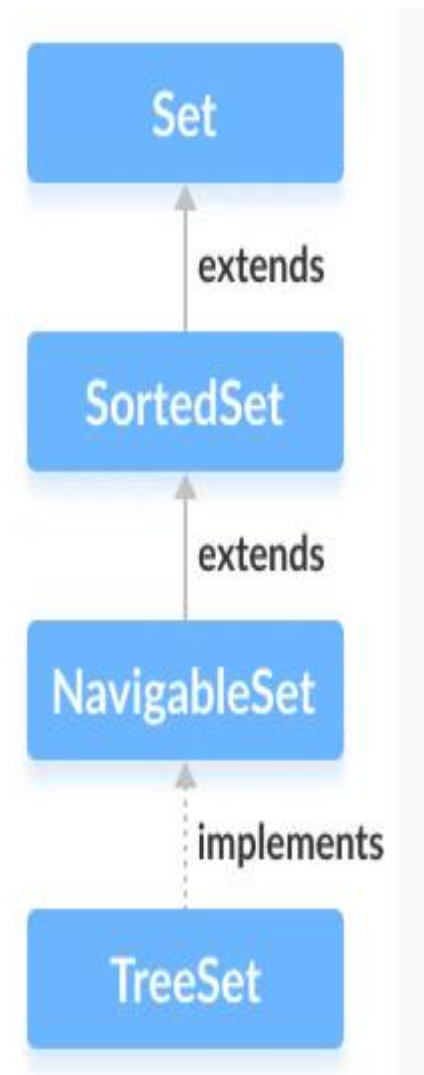 Set
extends
SortedSet
extends
NavigableSet
implements
TreeSet